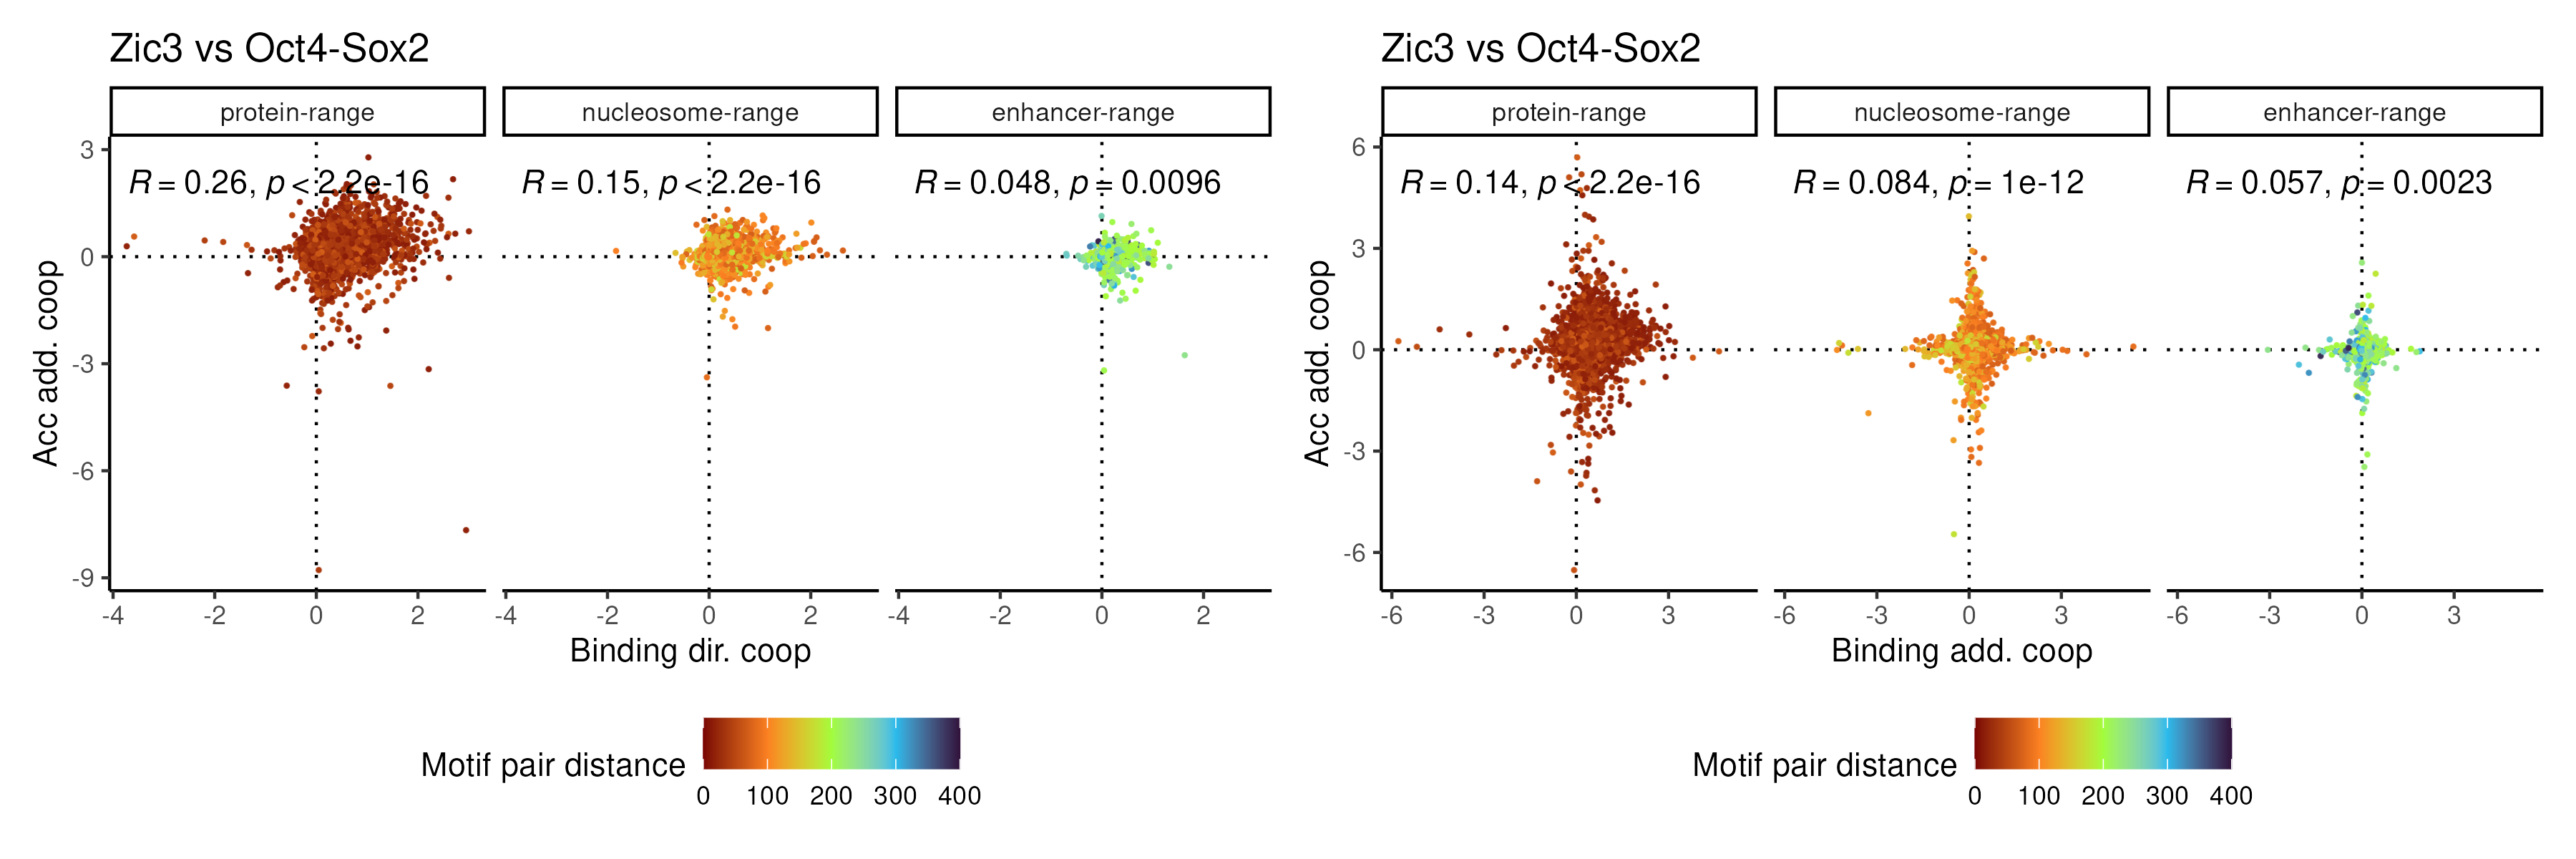 Zic3 vs Oct4-Sox2
protein-range nucleosome-range enhancer-range
R = 0.26, p < 2.2e-16 R = 0.15, p < 2.2e-16 R = 0.048, p = 0.0096
3
0
-3
-6
-9
Acc add. coop
-4 -2 0 2 -4 -2 0 2 -4 -2 0 2
Binding dir. coop
Motif pair distance
0 100 200 300 400
Zic3 vs Oct4-Sox2
protein-range nucleosome-range enhancer-range
R = 0.14, p < 2.2e-16 R = 0.084, p = 1e-12 R = 0.057, p = 0.0023
6
3
0
-3
-6
Acc add. coop
-6 -3 0 3 -6 -3 0 3 -6 -3 0 3
Binding add. coop
Motif pair distance
0 100 200 300 400